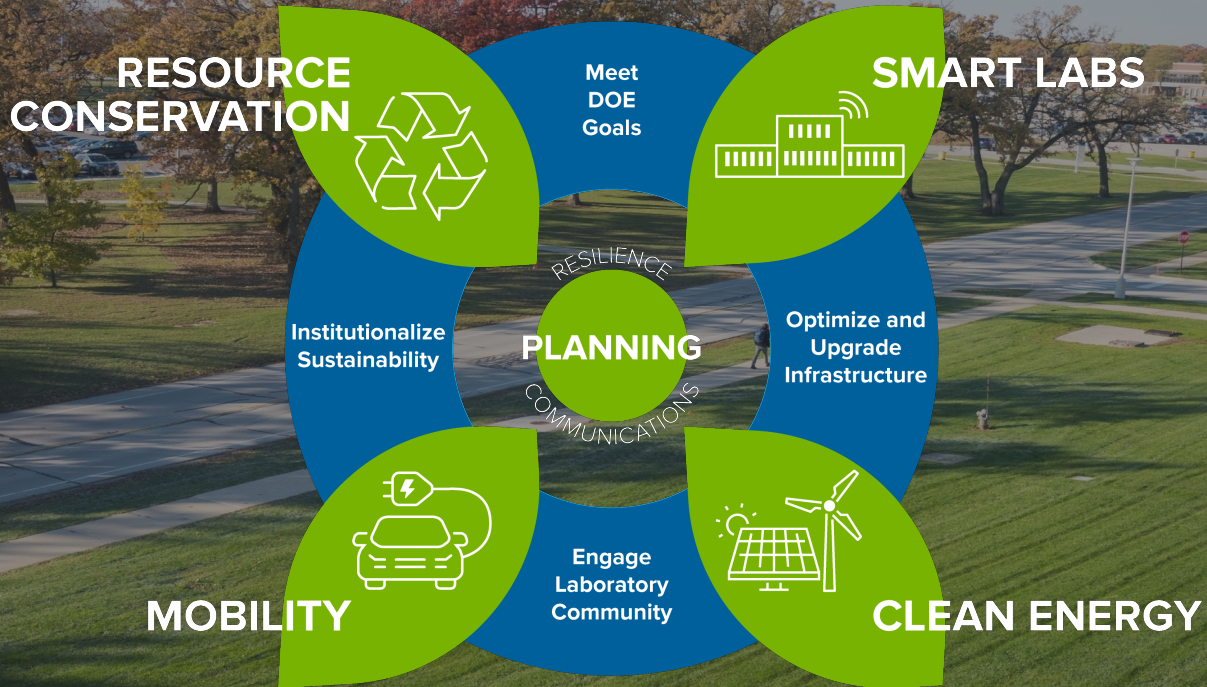 RESOURCE
CONSERVATION
SMART LABS
Meet
DOE
Goals
Institutionalize
Sustainability
RESILIENCE
PLANNING
COMMUNICATIONS
Optimize and
Upgrade
Infrastructure
Engage
Laboratory
Community
MOBILITY
CLEAN ENERGY